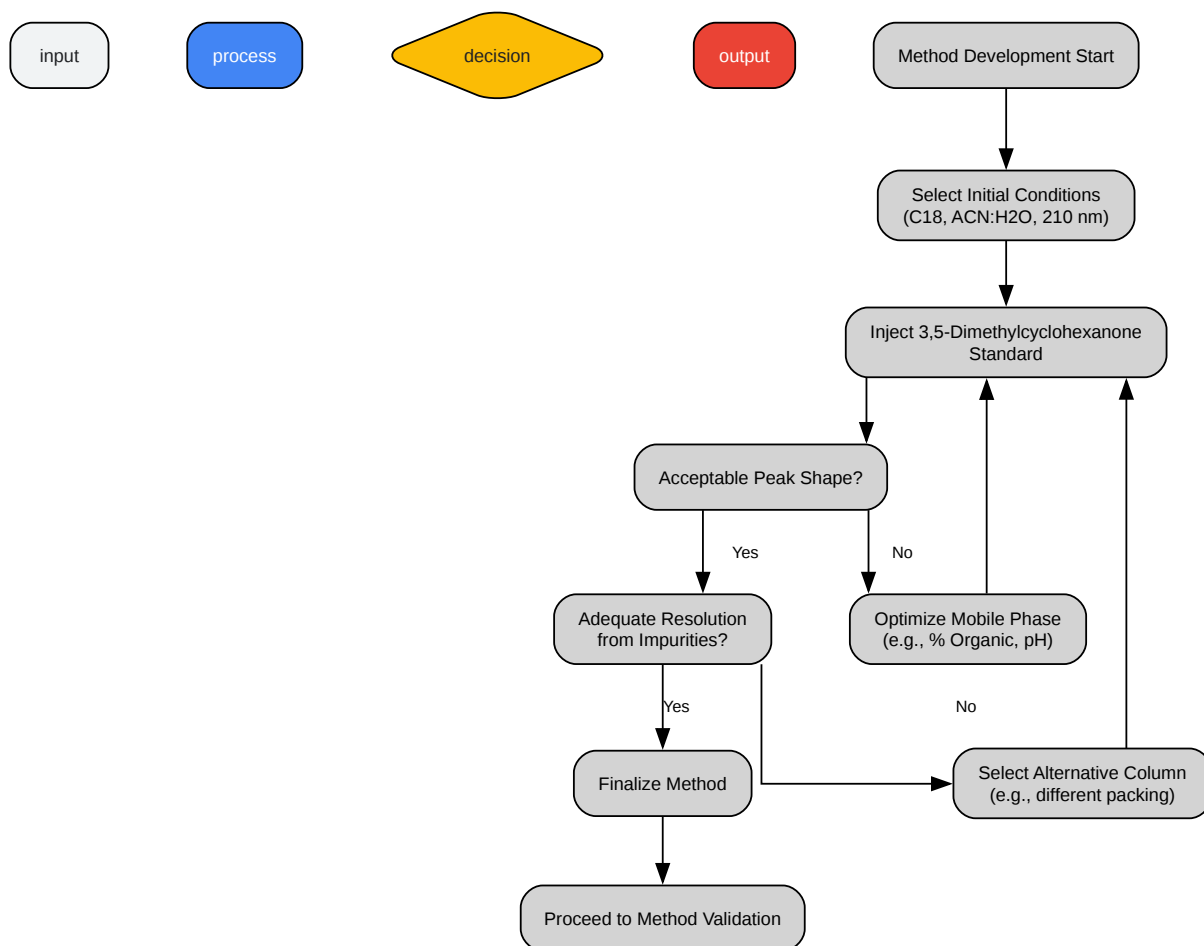 input
process
decision
output
Method Development Start
Select Initial Conditions
(C18, ACN:H2O, 210 nm)
Inject 3,5-Dimethylcyclohexanone
Standard
Acceptable Peak Shape?
Yes
No
Adequate Resolution
from Impurities?
Optimize Mobile Phase
(e.g., % Organic, pH)
Yes
No
Finalize Method
Select Alternative Column
(e.g., different packing)
Proceed to Method Validation